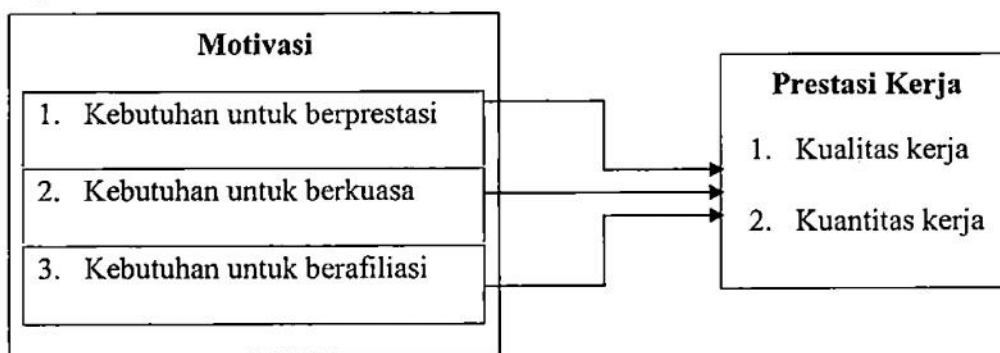 Motivasi
1. Kebutuhan untuk berprestasi
2. Kebutuhan untuk berkuasa
3. Kebutuhan untuk berafiliasi
Prestasi Kerja
1. Kualitas kerja
2. Kuantitas kerja